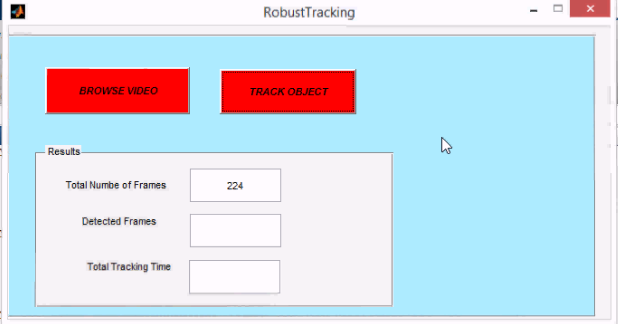 RobustTracking
BROWSE VIDEO
TRACK OBJECT
Results
Total Numbe of Frames
224
Detected Frames
Total Tracking Time